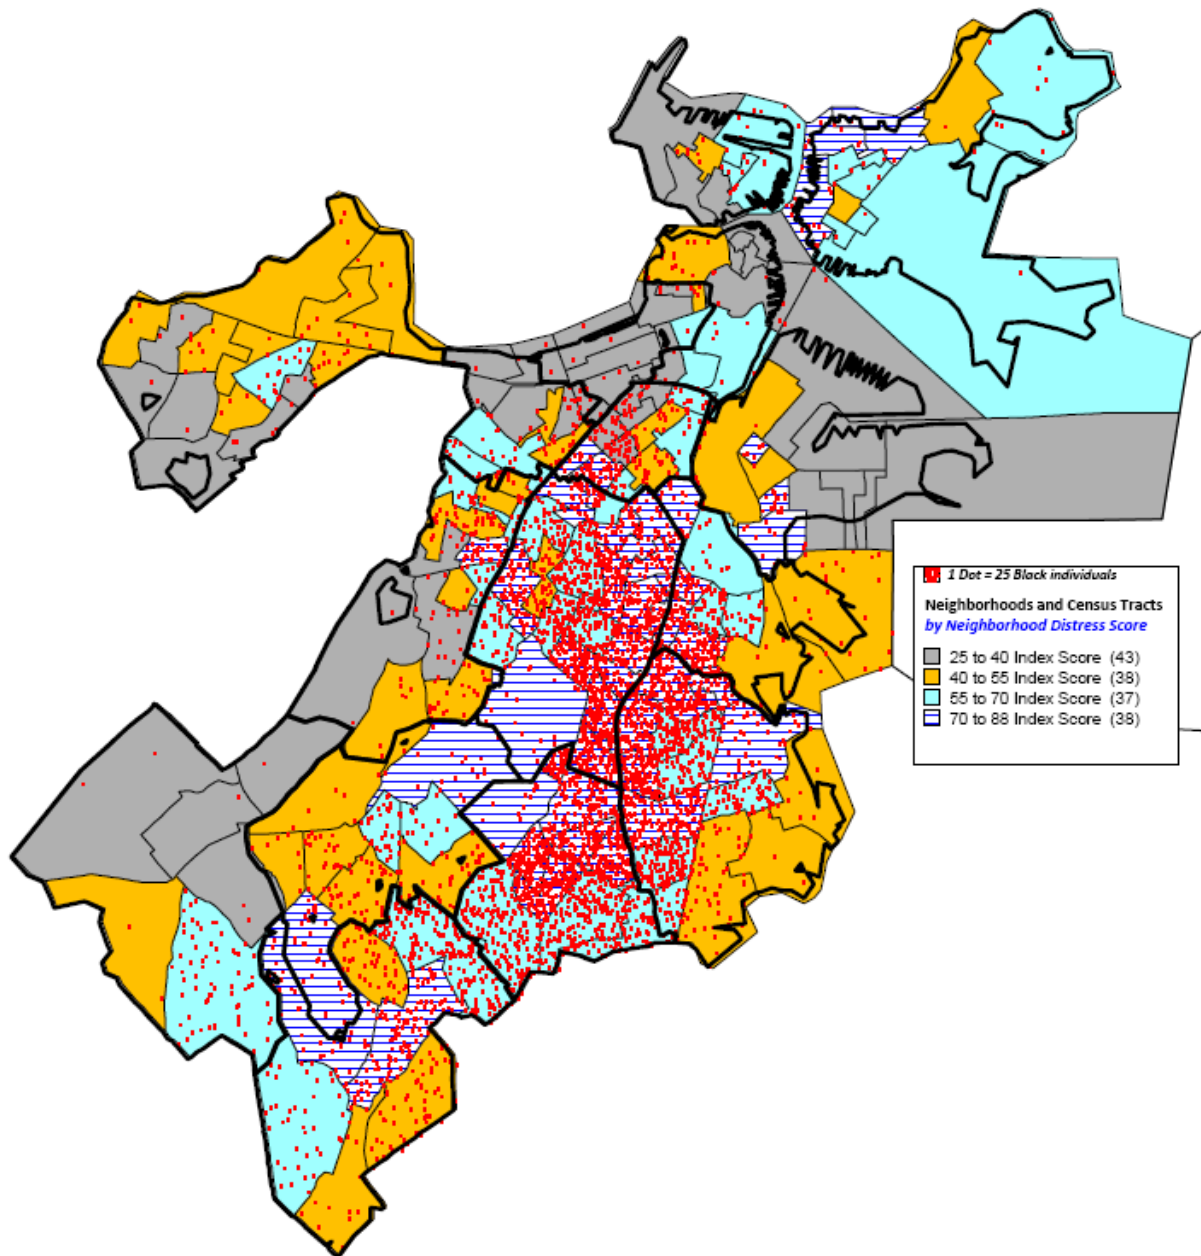 1 Dot = 25 Black individuals
Neighborhoods and Census Tracts
by Neighborhood Distress Score
25 to 40 Index Score (43)
40 to 55 Index Score (38)
55 to 70 Index Score (37)
70 to 88 Index Score (38)